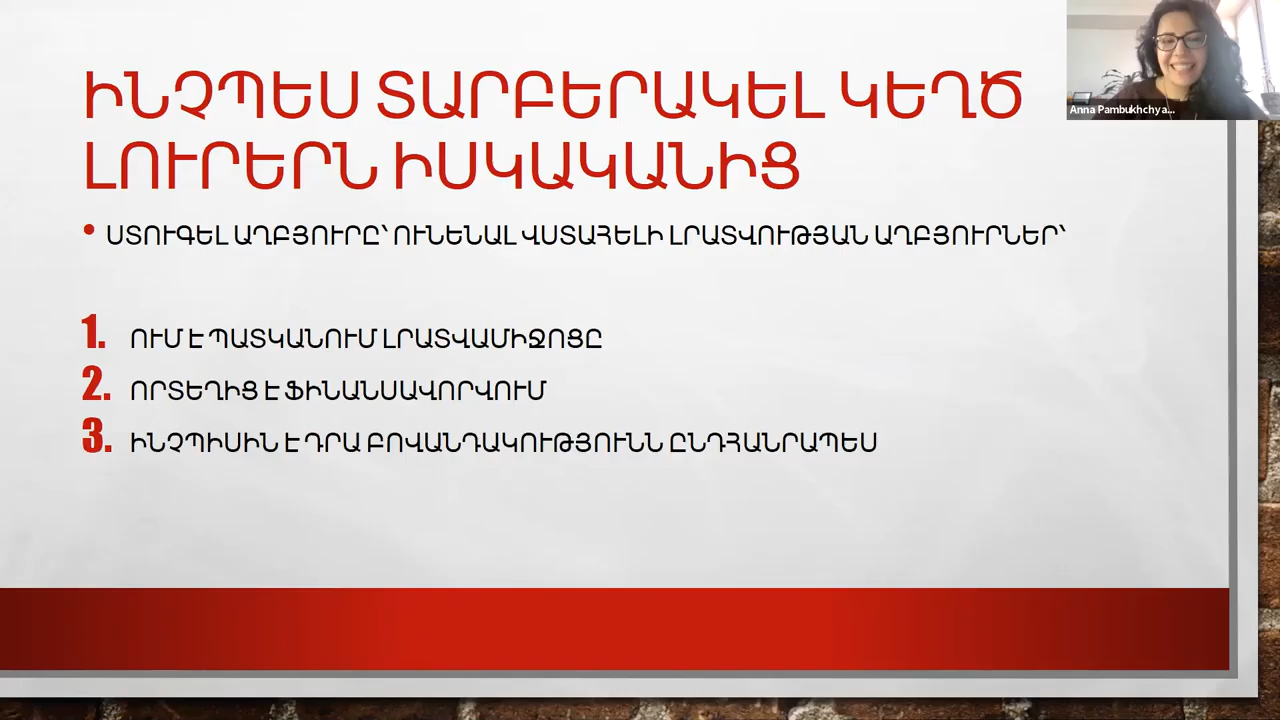 ԻՆՉՊԵՍ ՏԱՐԲԵՐԱԿԵԼ ԿԵՂԾ
ԼՈՒՐԵՐՆ ԻՍԿԱԿԱՆԻՑ
• ՍՏՈՒԳԵԼ ԱՂԲՅՈՒՐԸ՝ ՈՒՆԵՆԱԼ ՎՍՏԱՀԵԼԻ ԼՐԱՏՎՈՒԹՅԱՆ ԱՂԲՅՈՒՐՆԵՐ՝
1. ՈՒՄ Է ՊԱՏԿԱՆՈՒՄ ԼՐԱՏՎԱՄԻՋՈՑԸ
2. ՈՐՏԵՂԻՑ Է ՖԻՆԱՆՍԱՎՈՐՎՈՒՄ
3. ԻՆՉՊԻՍԻՆ Է ԴՐԱ ԲՈՎԱՆԴԱԿՈՒԹՅՈՒՆՆ ԸՆԴՀԱՆՐԱՊԵՍ
Anna Pambukhchya...